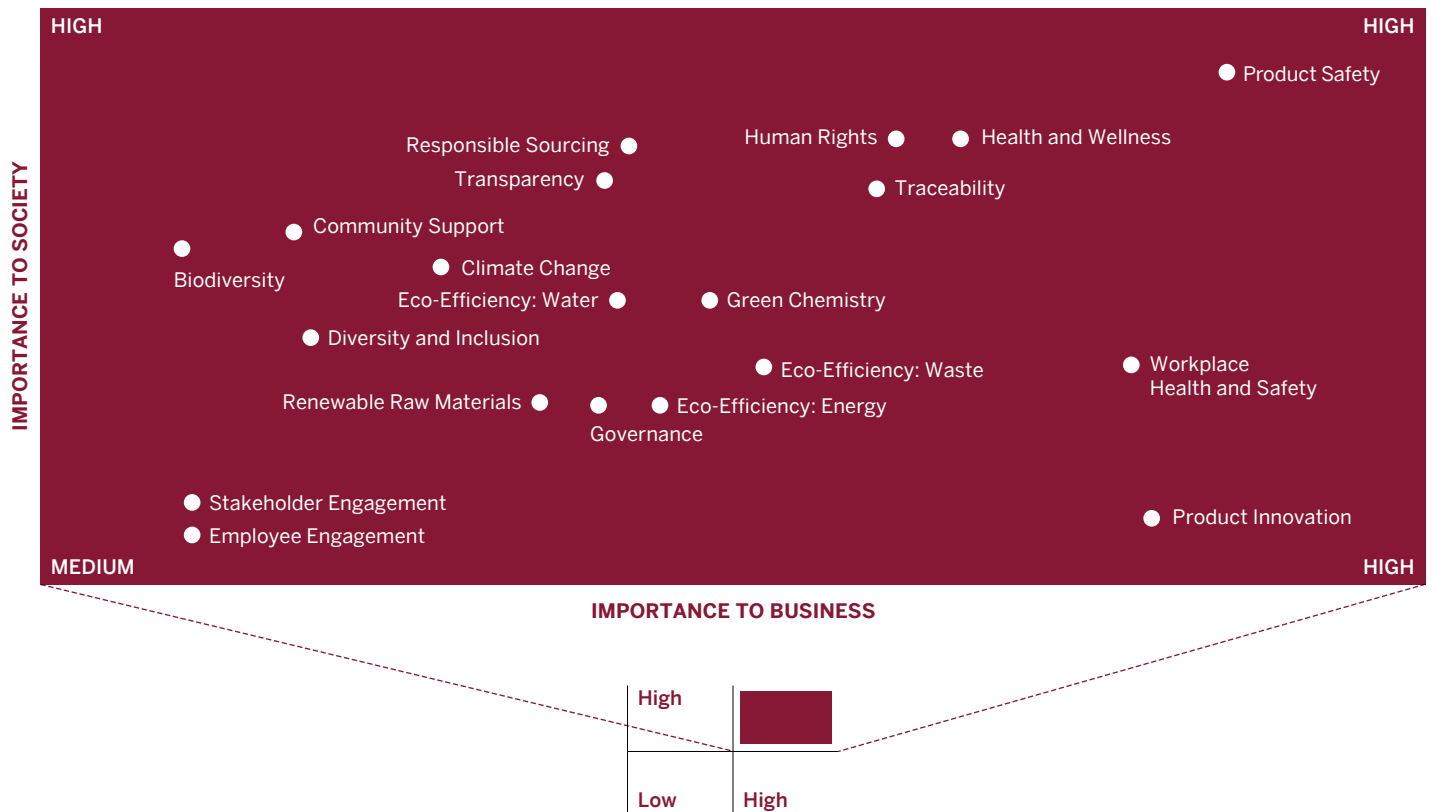 HIGH
HIGH
Product Safety
Human Rights
Health and Wellness
Responsible Sourcing
Transparency
Traceability
Community Support
Biodiversity
Climate Change
Eco-Efficiency: Water
Green Chemistry
Diversity and Inclusion
Eco-Efficiency: Waste
Workplace
Health and Safety
Renewable Raw Materials
Eco-Efficiency: Energy
Governance
Stakeholder Engagement
Product Innovation
Employee Engagement
MEDIUM
HIGH
IMPORTANCE TO SOCIETY
IMPORTANCE TO BUSINESS
High
Low
High